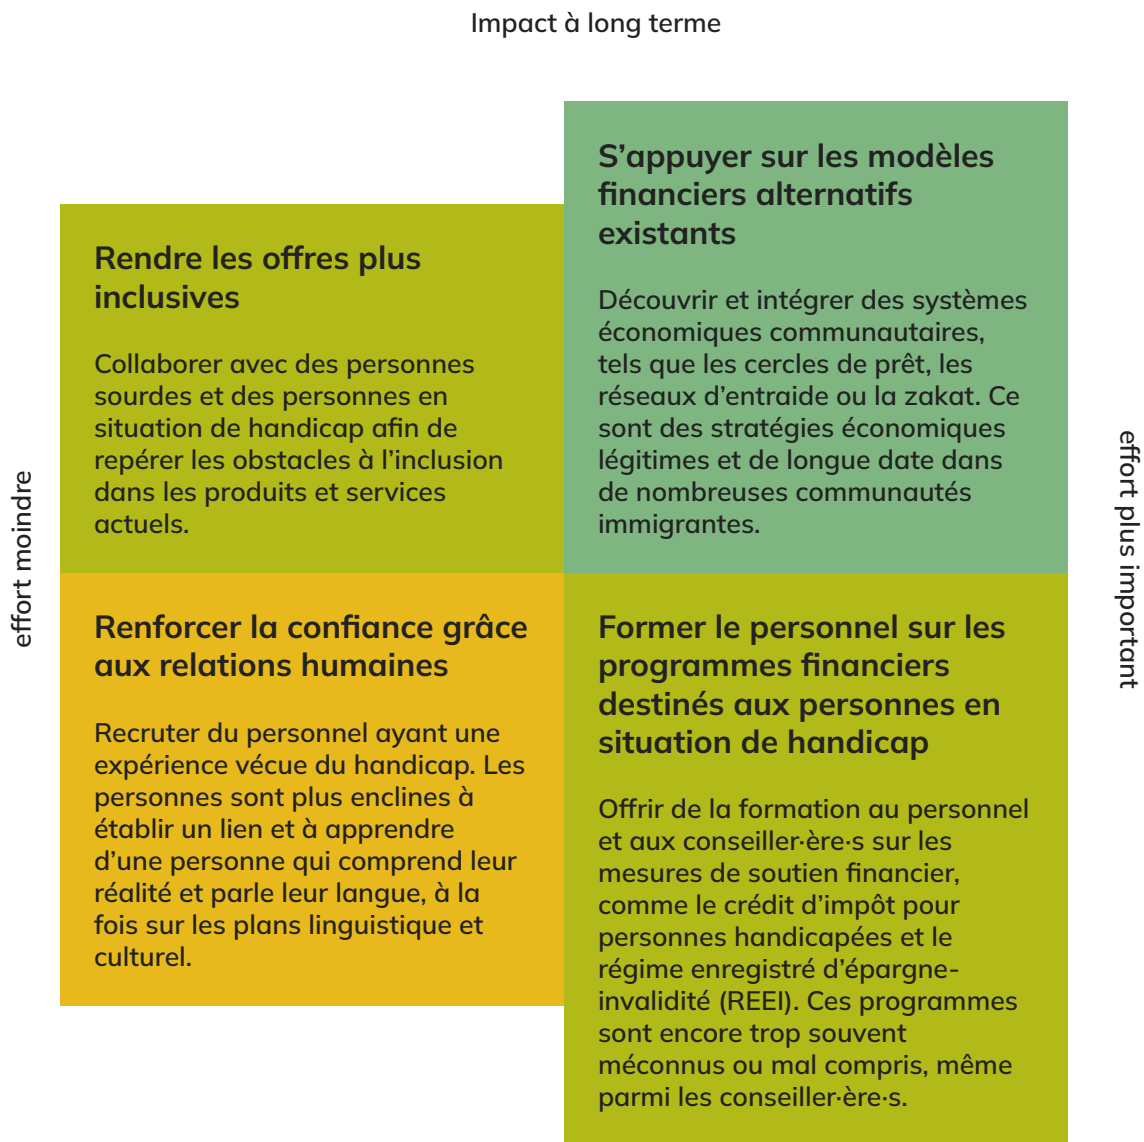 Impact à long terme
effort moindre
Rendre les offres plus
inclusives
Collaborer avec des personnes
sourdes et des personnes en
situation de handicap afin de
repérer les obstacles à l’inclusion
dans les produits et services
actuels.
S’appuyer sur les modèles
financiers alternatifs
existants
Découvrir et intégrer des systèmes
économiques communautaires,
tels que les cercles de prêt, les
réseaux d’entraide ou la zakat. Ce
sont des stratégies économiques
légitimes et de longue date dans
de nombreuses communautés
immigrantes.
Renforcer la confiance grâce
aux relations humaines
Recruter du personnel ayant une
expérience vécue du handicap. Les
personnes sont plus enclines à
établir un lien et à apprendre
d’une personne qui comprend leur
réalité et parle leur langue, à la
fois sur les plans linguistique et
culturel.
Former le personnel sur les
programmes financiers
destinés aux personnes en
situation de handicap
Offrir de la formation au personnel
et aux conseiller·ère·s sur les
mesures de soutien financier,
comme le crédit d’impôt pour
personnes handicapées et le
régime enregistré d’épargne-
invalidité (REEI). Ces programmes
sont encore trop souvent
méconnus ou mal compris, même
parmi les conseiller·ère·s.
effort plus important